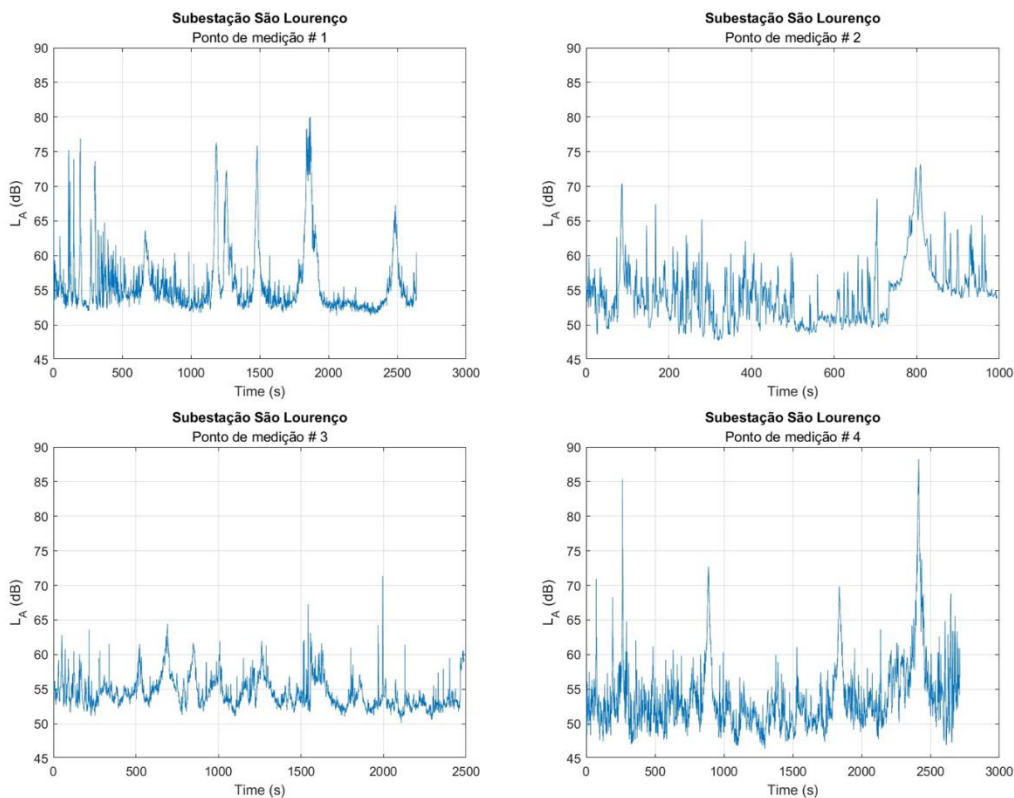 Subestação São Lourenço
Ponto de medição # 1
90
85
80
75
70
65
60
55
50
45
L_A (dB)
0 500 1000 1500 2000 2500 3000
Time (s)
Subestação São Lourenço
Ponto de medição # 2
90
85
80
75
70
65
60
55
50
45
L_A (dB)
0 200 400 600 800 1000
Time (s)
Subestação São Lourenço
Ponto de medição # 3
90
85
80
75
70
65
60
55
50
45
L_A (dB)
0 500 1000 1500 2000 2500
Time (s)
Subestação São Lourenço
Ponto de medição # 4
90
85
80
75
70
65
60
55
50
45
L_A (dB)
0 500 1000 1500 2000 2500 3000
Time (s)